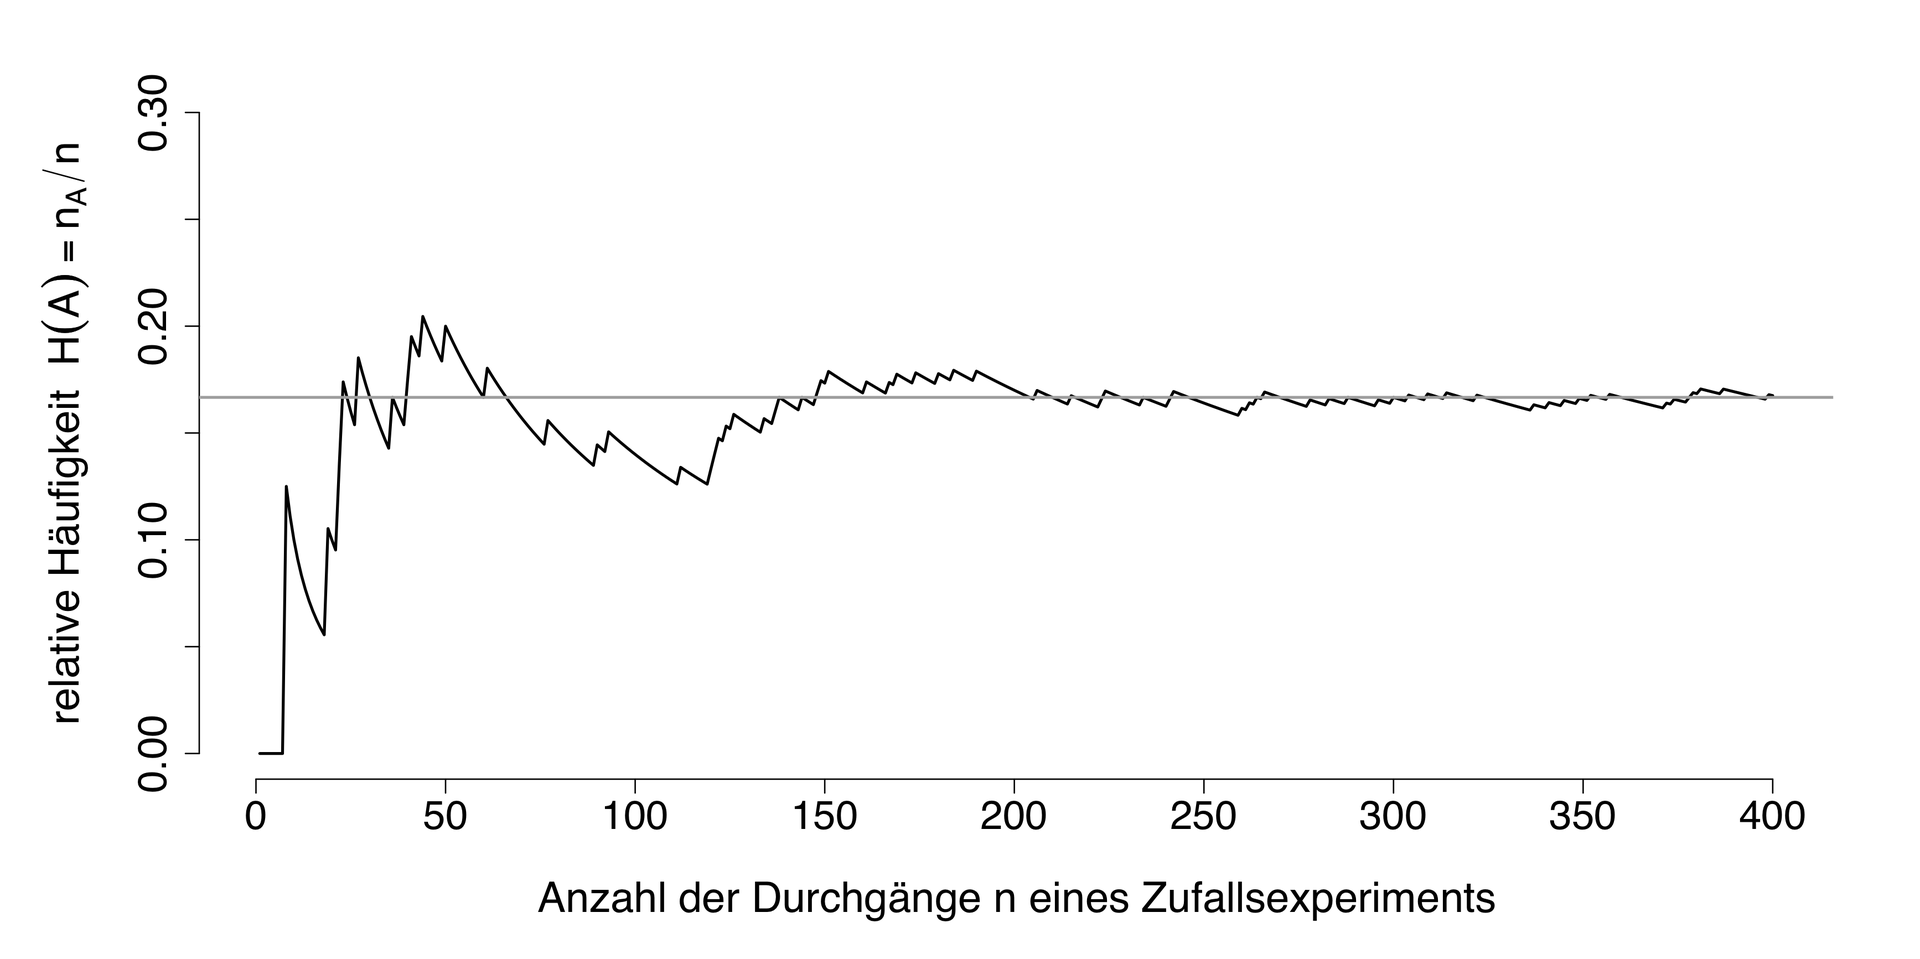 relative Häufigkeit H(A) = nA/n
0.30
0.20
0.10
0.00
0 50 100 150 200 250 300 350 400
Anzahl der Durchgänge n eines Zufallsexperiments